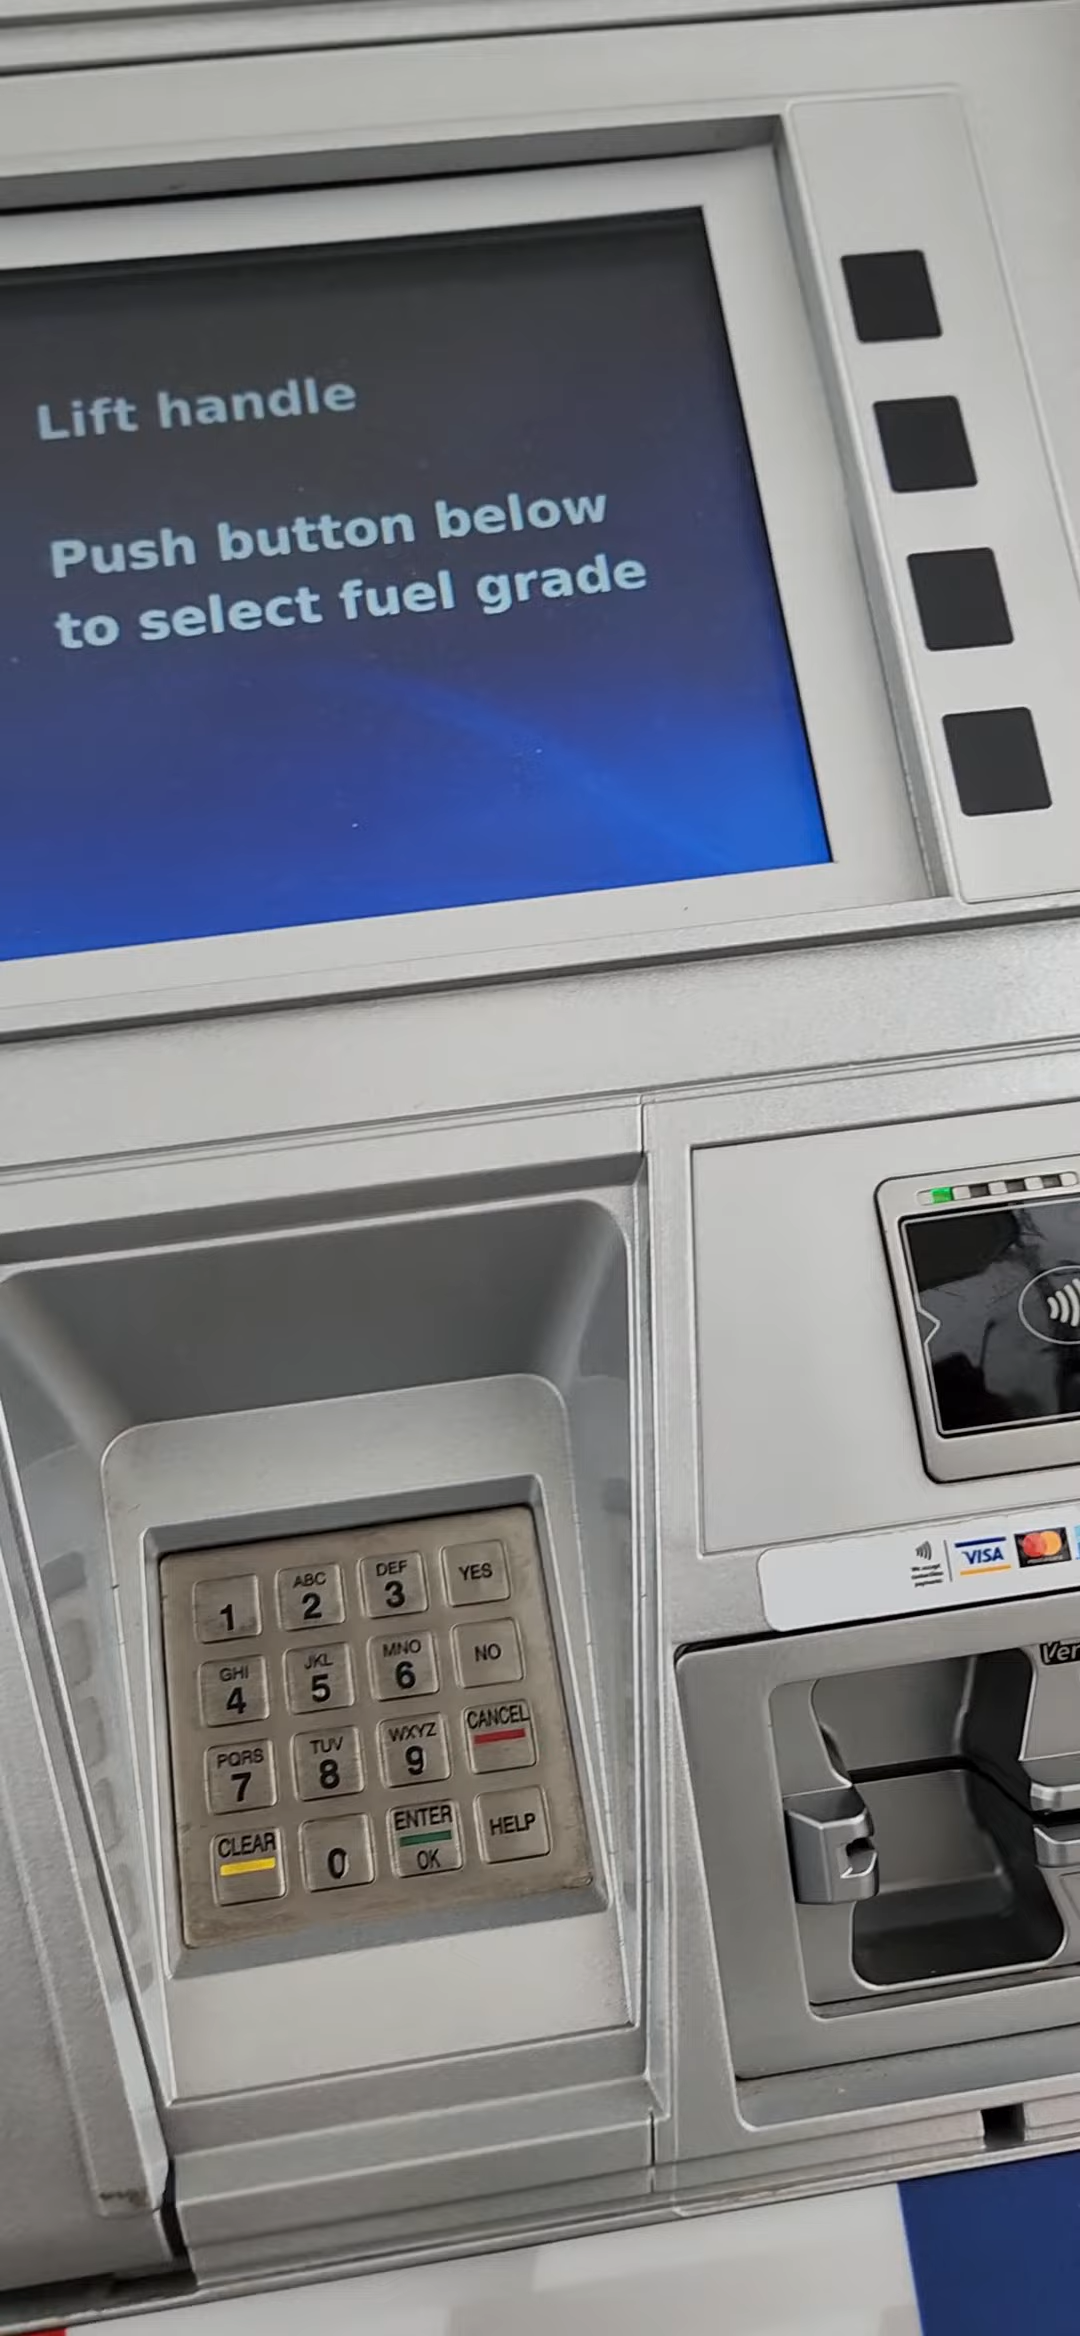 Lift handle
Push button below
to select fuel grade
1
ABC
2
DEF
3
YES
GHI
4
JKL
5
MNO
6
NO
PQRS
7
TUV
8
WXYZ
9
CANCEL
CLEAR
0
ENTER
OK
HELP
VISA